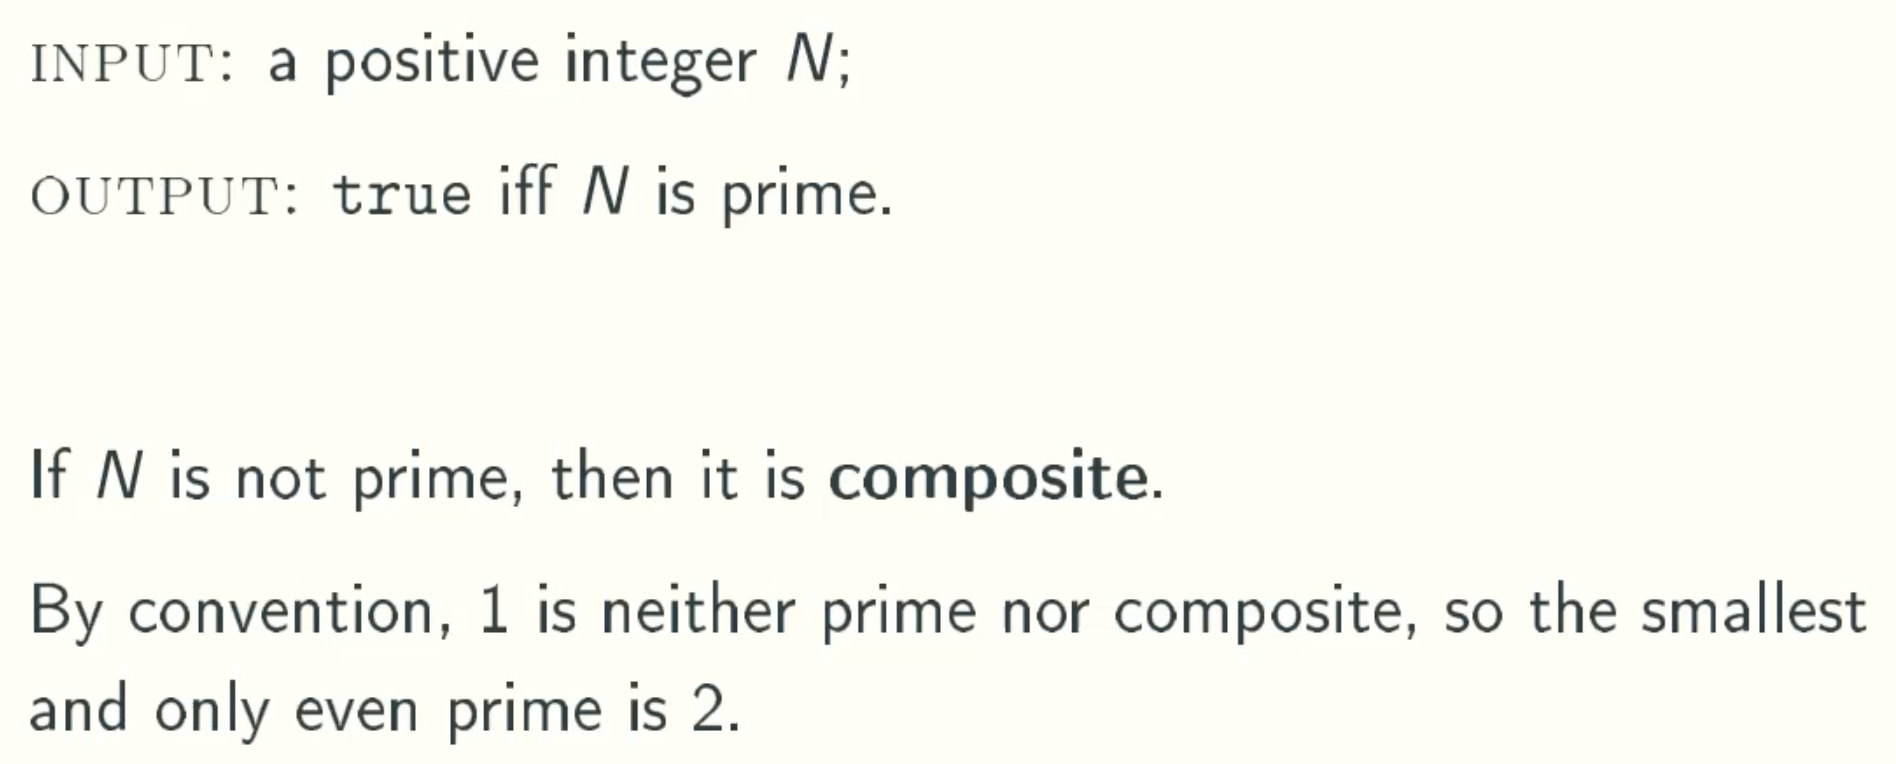 INPUT: a positive integer N;
OUTPUT: true iff N is prime.
If N is not prime, then it is composite.
By convention, 1 is neither prime nor composite, so the smallest
and only even prime is 2.